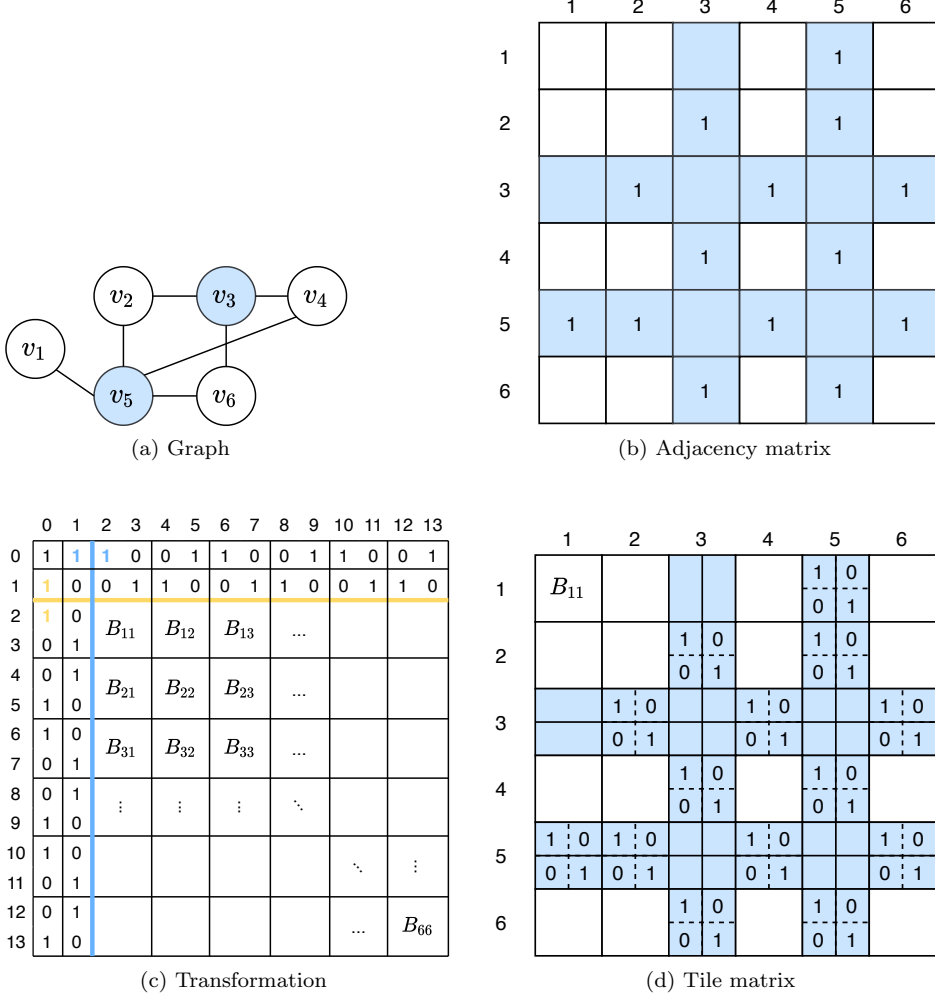 1 2 3 4 5 6
1 1
2 1 1
3 1 1 1
4 1 1
5 1 1 1 1
6 1 1
v₂ v₃ v₄
v₁
v₅ v₆
(a) Graph
(b) Adjacency matrix
0 1 2 3 4 5 6 7 8 9 10 11 12 13
0 1 1 1 0 0 1 1 0 0 1 1 0 0 1
1 1 0 0 1 1 0 0 1 1 0 0 1 1 0
2 1 0 B₁₁ B₁₂ B₁₃ ...
3 0 1
4 0 1 B₂₁ B₂₂ B₂₃ ...
5 1 0
6 1 0 B₃₁ B₃₂ B₃₃ ...
7 0 1
8 0 1 ⋮ ⋮ ⋮ ⋱
9 1 0
10 1 0 ⋱ ⋮
11 0 1
12 0 1 ... B₆₆
13 1 0
(c) Transformation
1 2 3 4 5 6
1 B₁₁ 1 0
0 1
2 1 0 1 0
0 1 0 1
3 1 0 1 0 1 0
0 1 0 1 0 1
4 1 0 1 0
0 1 0 1
5 1 0 1 0 1 0 1 0
0 1 0 1 0 1 0 1
6 1 0 1 0
0 1 0 1
(d) Tile matrix